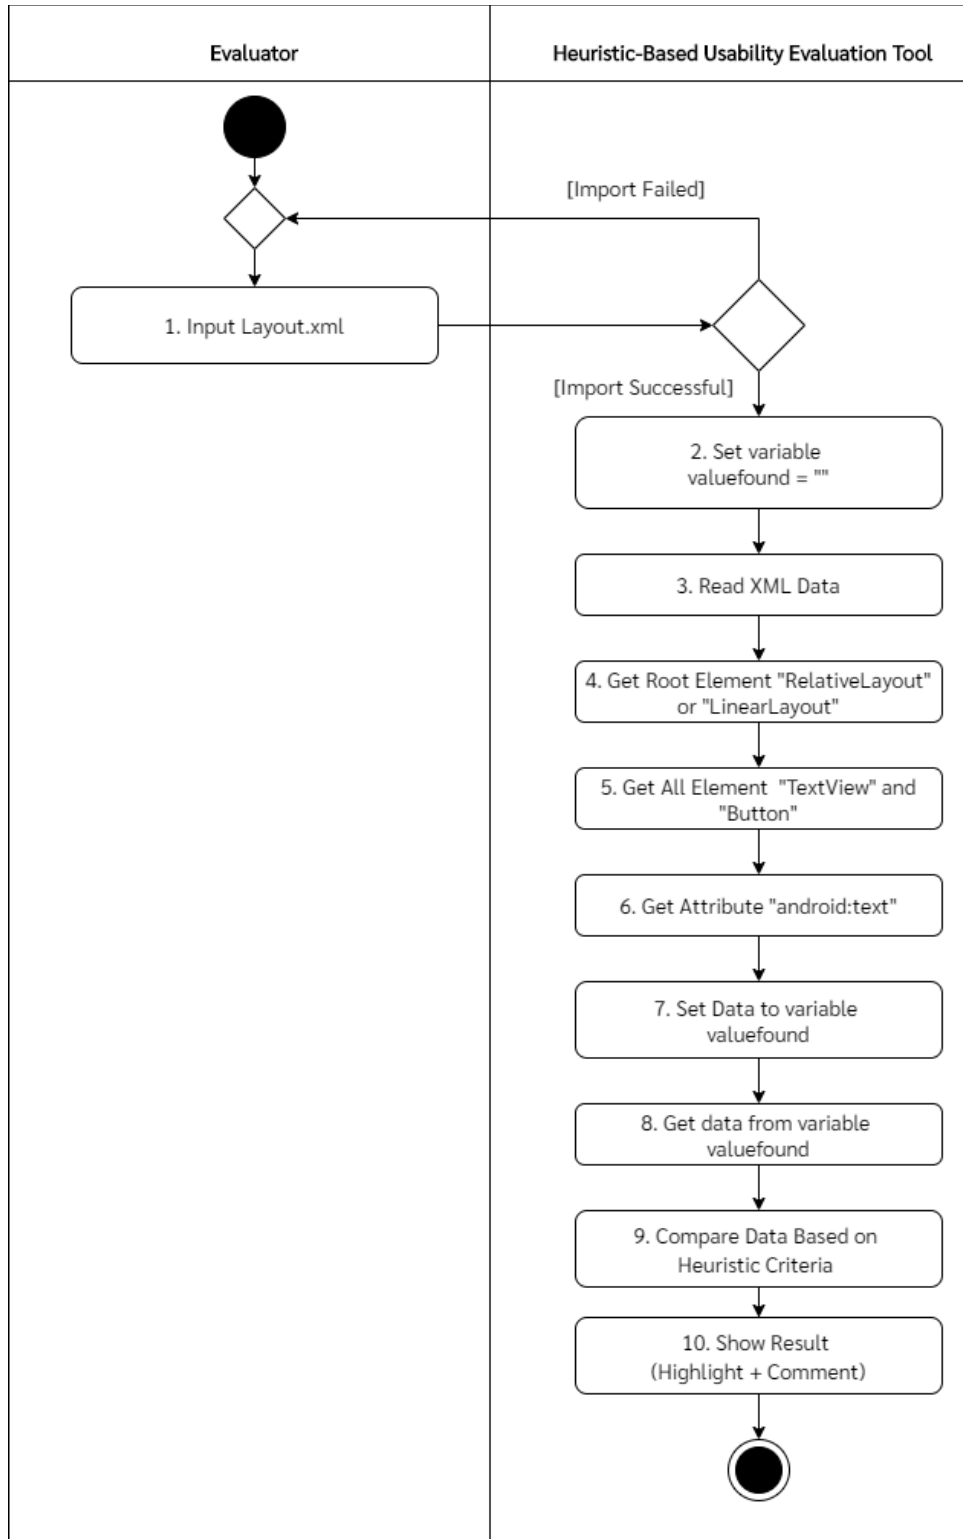 Evaluator
Heuristic-Based Usability Evaluation Tool
[Import Failed]
1. Input Layout.xml
[Import Successful]
2. Set variable
valuefound = ""
3. Read XML Data
4. Get Root Element "RelativeLayout"
or "LinearLayout"
5. Get All Element  "TextView" and
"Button"
6. Get Attribute "android:text"
7. Set Data to variable
valuefound
8. Get data from variable
valuefound
9. Compare Data Based on
Heuristic Criteria
10. Show Result
(Highlight + Comment)